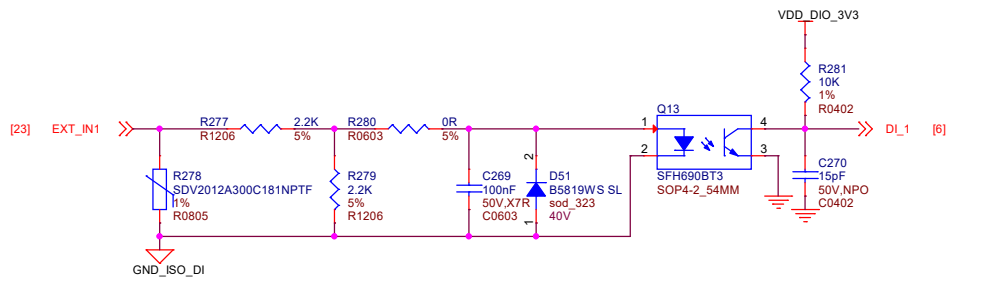 VDD_DIO_3V3
R281
10K
1%
R0402
[23] EXT_IN1
R277 2.2K
R1206 5%
R280 0R
R0603 5%
Q13
1
2
4
3
SFH690BT3
SOP4-2_54MM
DI_1 [6]
R278
SDV2012A300C181NPTF
1%
R0805
R279
2.2K
5%
R1206
C269
100nF
50V,X7R
C0603
2
D51
B5819WS SL
sod_323
40V
1
C270
15pF
50V,NPO
C0402
GND_ISO_DI